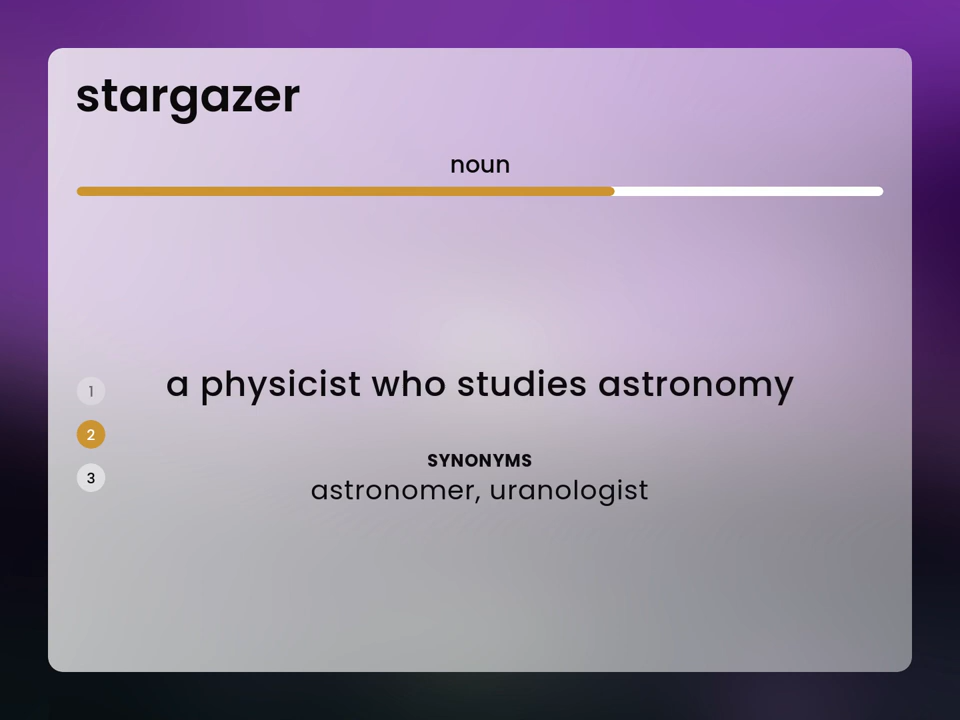 stargazer
noun
1
a physicist who studies astronomy
2
SYNONYMS
3
astronomer, uranologist